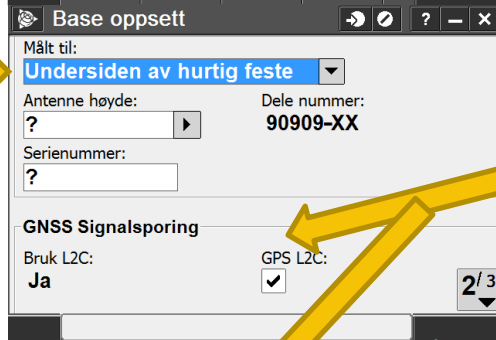 Base oppsett ? – ×
Målt til:
Undersiden av hurtig feste
Antenne høyde: Dele nummer:
? 90909-XX
Serienummer:
?
GNSS Signalsporing
Bruk L2C: GPS L2C:
Ja
2/3